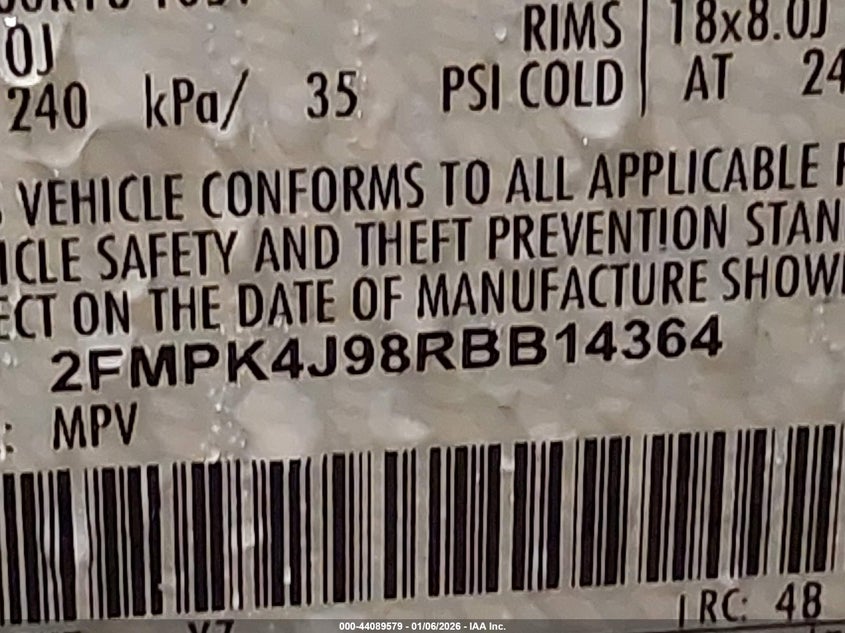 RIMS 18x8.0J
0J
240 kPa/ 35 PSI COLD AT 24
VEHICLE CONFORMS TO ALL APPLICABLE
ICLE SAFETY AND THEFT PREVENTION STAN
ECT ON THE DATE OF MANUFACTURE SHOW
2FMPK4J98RBB14364
: MPV
RC: 48
000-44089579 - 01/06/2026 - IAA Inc.